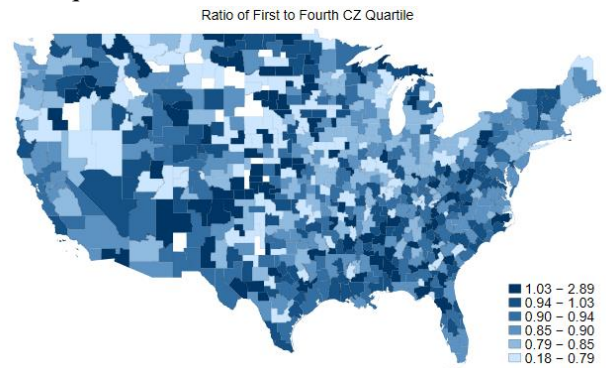 Ratio of First to Fourth CZ Quartile
1.03 – 2.89
0.94 – 1.03
0.90 – 0.94
0.85 – 0.90
0.79 – 0.85
0.18 – 0.79